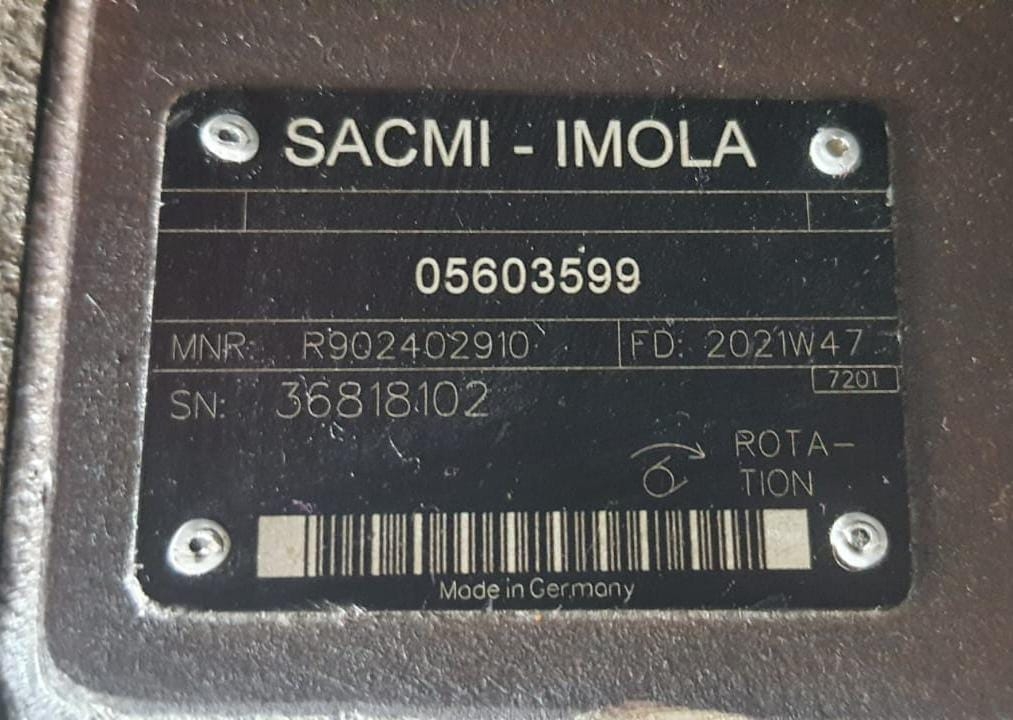 SACMI - IMOLA
05603599
MNR: R902402910 FD: 2021W47
7201
SN: 36818102
ROTA-
TION
Made in Germany